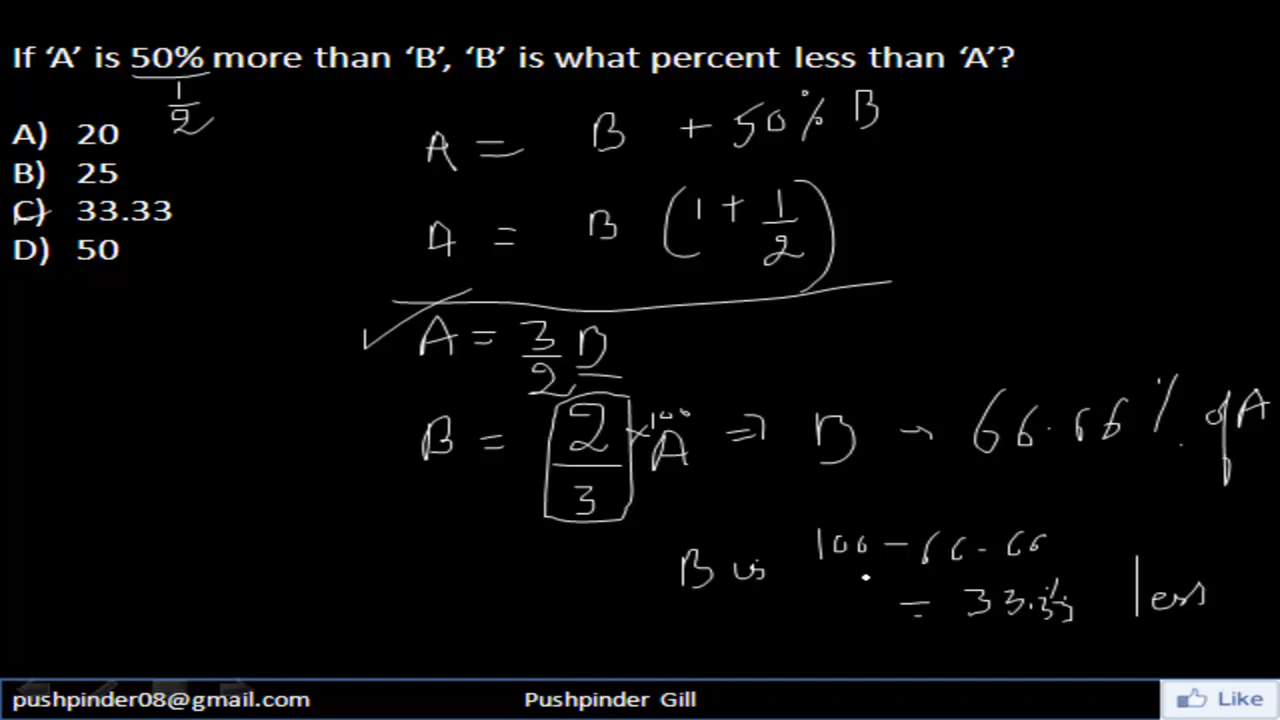 If ‘A’ is 50% more than ‘B’, ‘B’ is what percent less than ‘A’?
1/2
A) 20
B) 25
C) 33.33
D) 50
A = B + 50% B
A = B (1 + 1/2)
A = 3/2 B
B = 2/3 A × 100 ⇒ B → 66.66% of A
B is 100 - 66.66
= 33.33% less
pushpinder08@gmail.com Pushpinder Gill Like